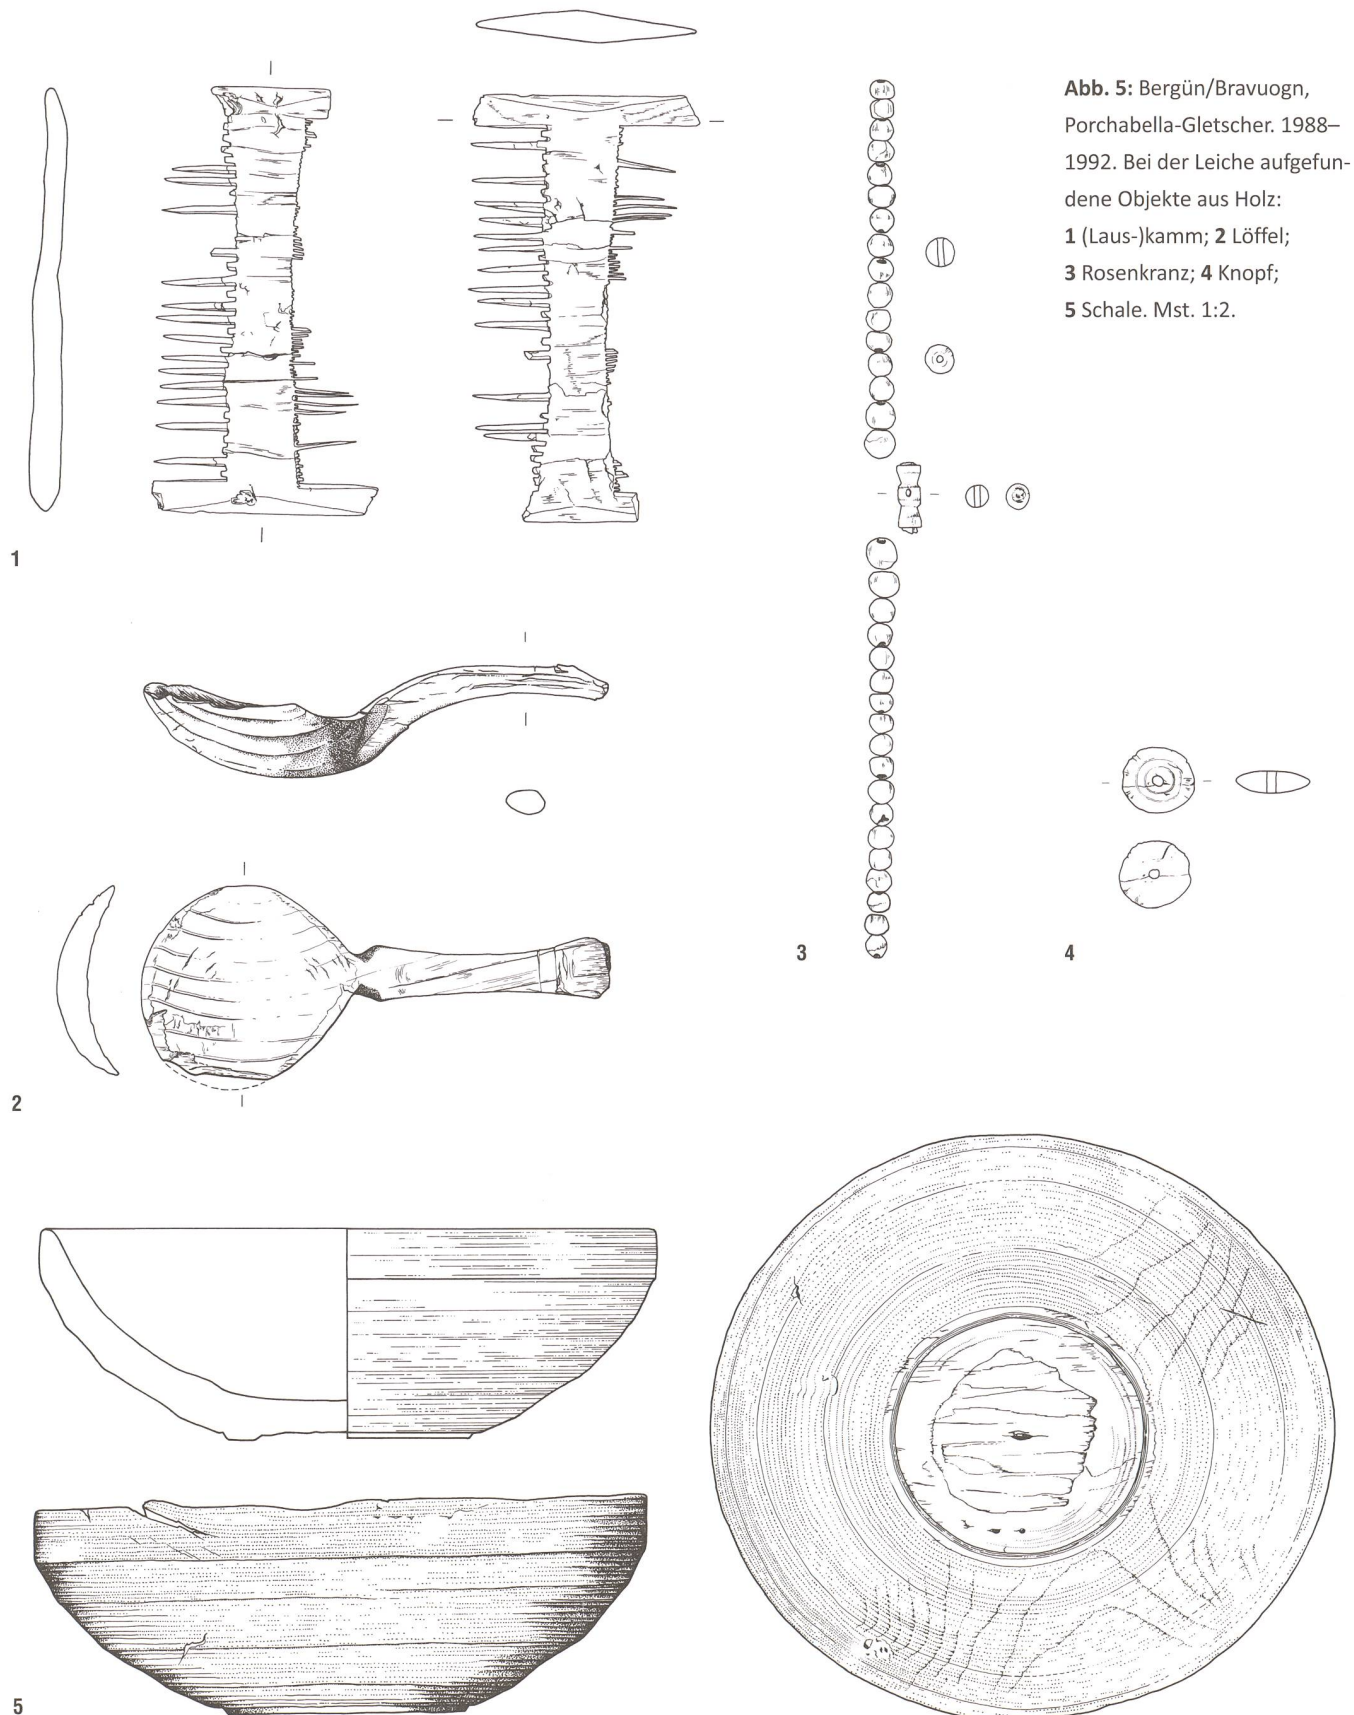 Abb. 5: Bergün/Bravuogn,
Porchabella-Gletscher. 1988–
1992. Bei der Leiche aufgefun-
dene Objekte aus Holz:
1 (Laus-)kamm; 2 Löffel;
3 Rosenkranz; 4 Knopf;
5 Schale. Mst. 1:2.
1
2
3
4
5